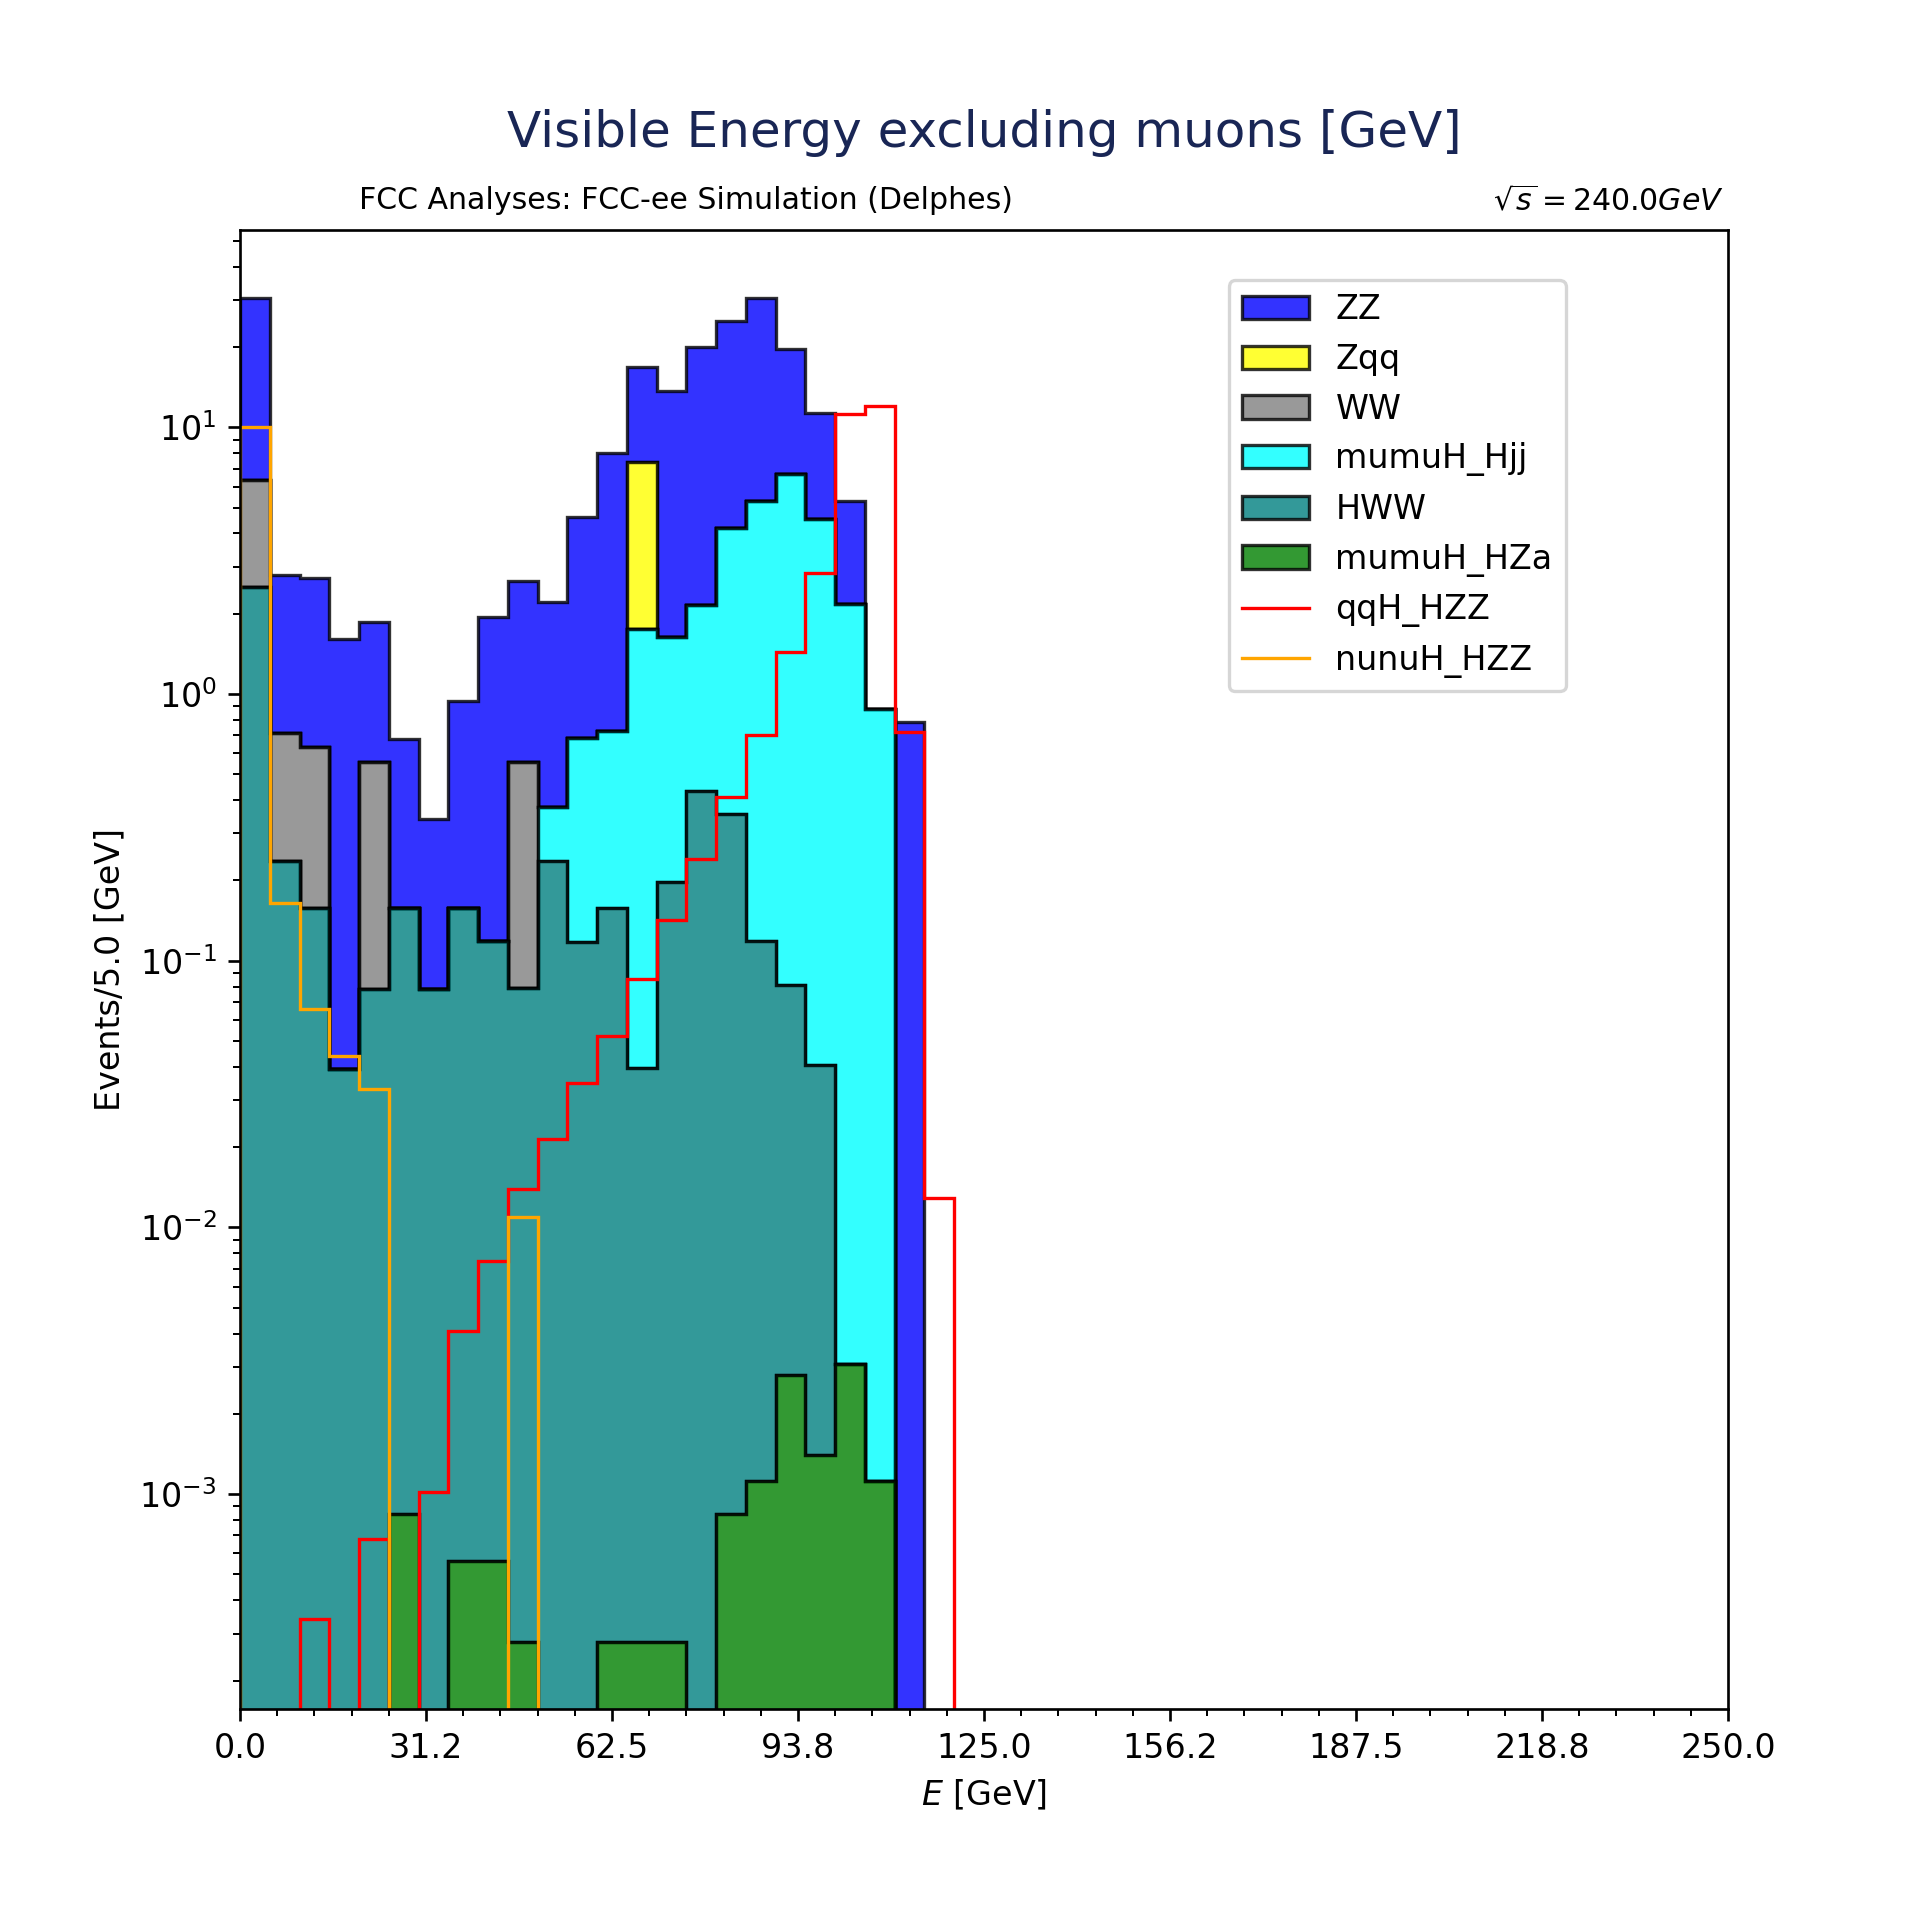 Visible Energy excluding muons [GeV]
FCC Analyses: FCC-ee Simulation (Delphes)
√s = 240.0GeV
ZZ
Zqq
WW
mumuH_Hjj
HWW
mumuH_HZa
qqH_HZZ
nunuH_HZZ
10¹
10⁰
10⁻¹
10⁻²
10⁻³
Events/5.0 [GeV]
0.0 31.2 62.5 93.8 125.0 156.2 187.5 218.8 250.0
E [GeV]